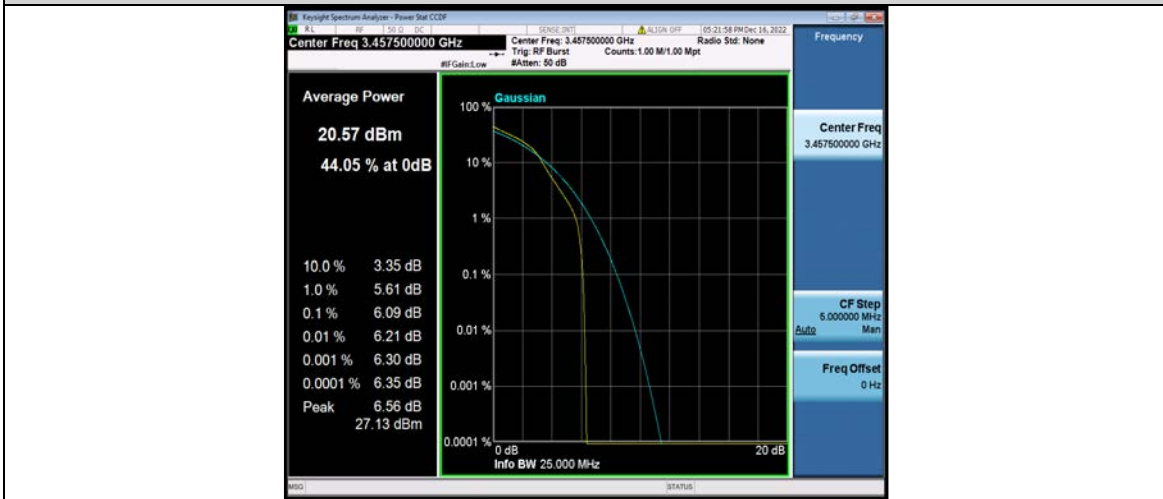 Keysight Spectrum Analyzer - Power Stat CCDF
RL RF 50 Ω DC SENSE:INT ALIGN OFF 05:21:58 PM Dec 16, 2022
Center Freq 3.457500000 GHz
Center Freq: 3.457500000 GHz Radio Std: None
Trig: RF Burst Counts:1.00 M/1.00 Mpt
#IFGain:Low #Atten: 50 dB
Frequency
Average Power
20.57 dBm
44.05 % at 0dB
10.0 % 3.35 dB
1.0 % 5.61 dB
0.1 % 6.09 dB
0.01 % 6.21 dB
0.001 % 6.30 dB
0.0001 % 6.35 dB
Peak 6.56 dB
27.13 dBm
Gaussian
100 %
10 %
1 %
0.1 %
0.01 %
0.001 %
0.0001 %
0 dB 20 dB
Info BW 25.000 MHz
Center Freq
3.457500000 GHz
CF Step
5.000000 MHz
Auto Man
Freq Offset
0 Hz
MSG STATUS